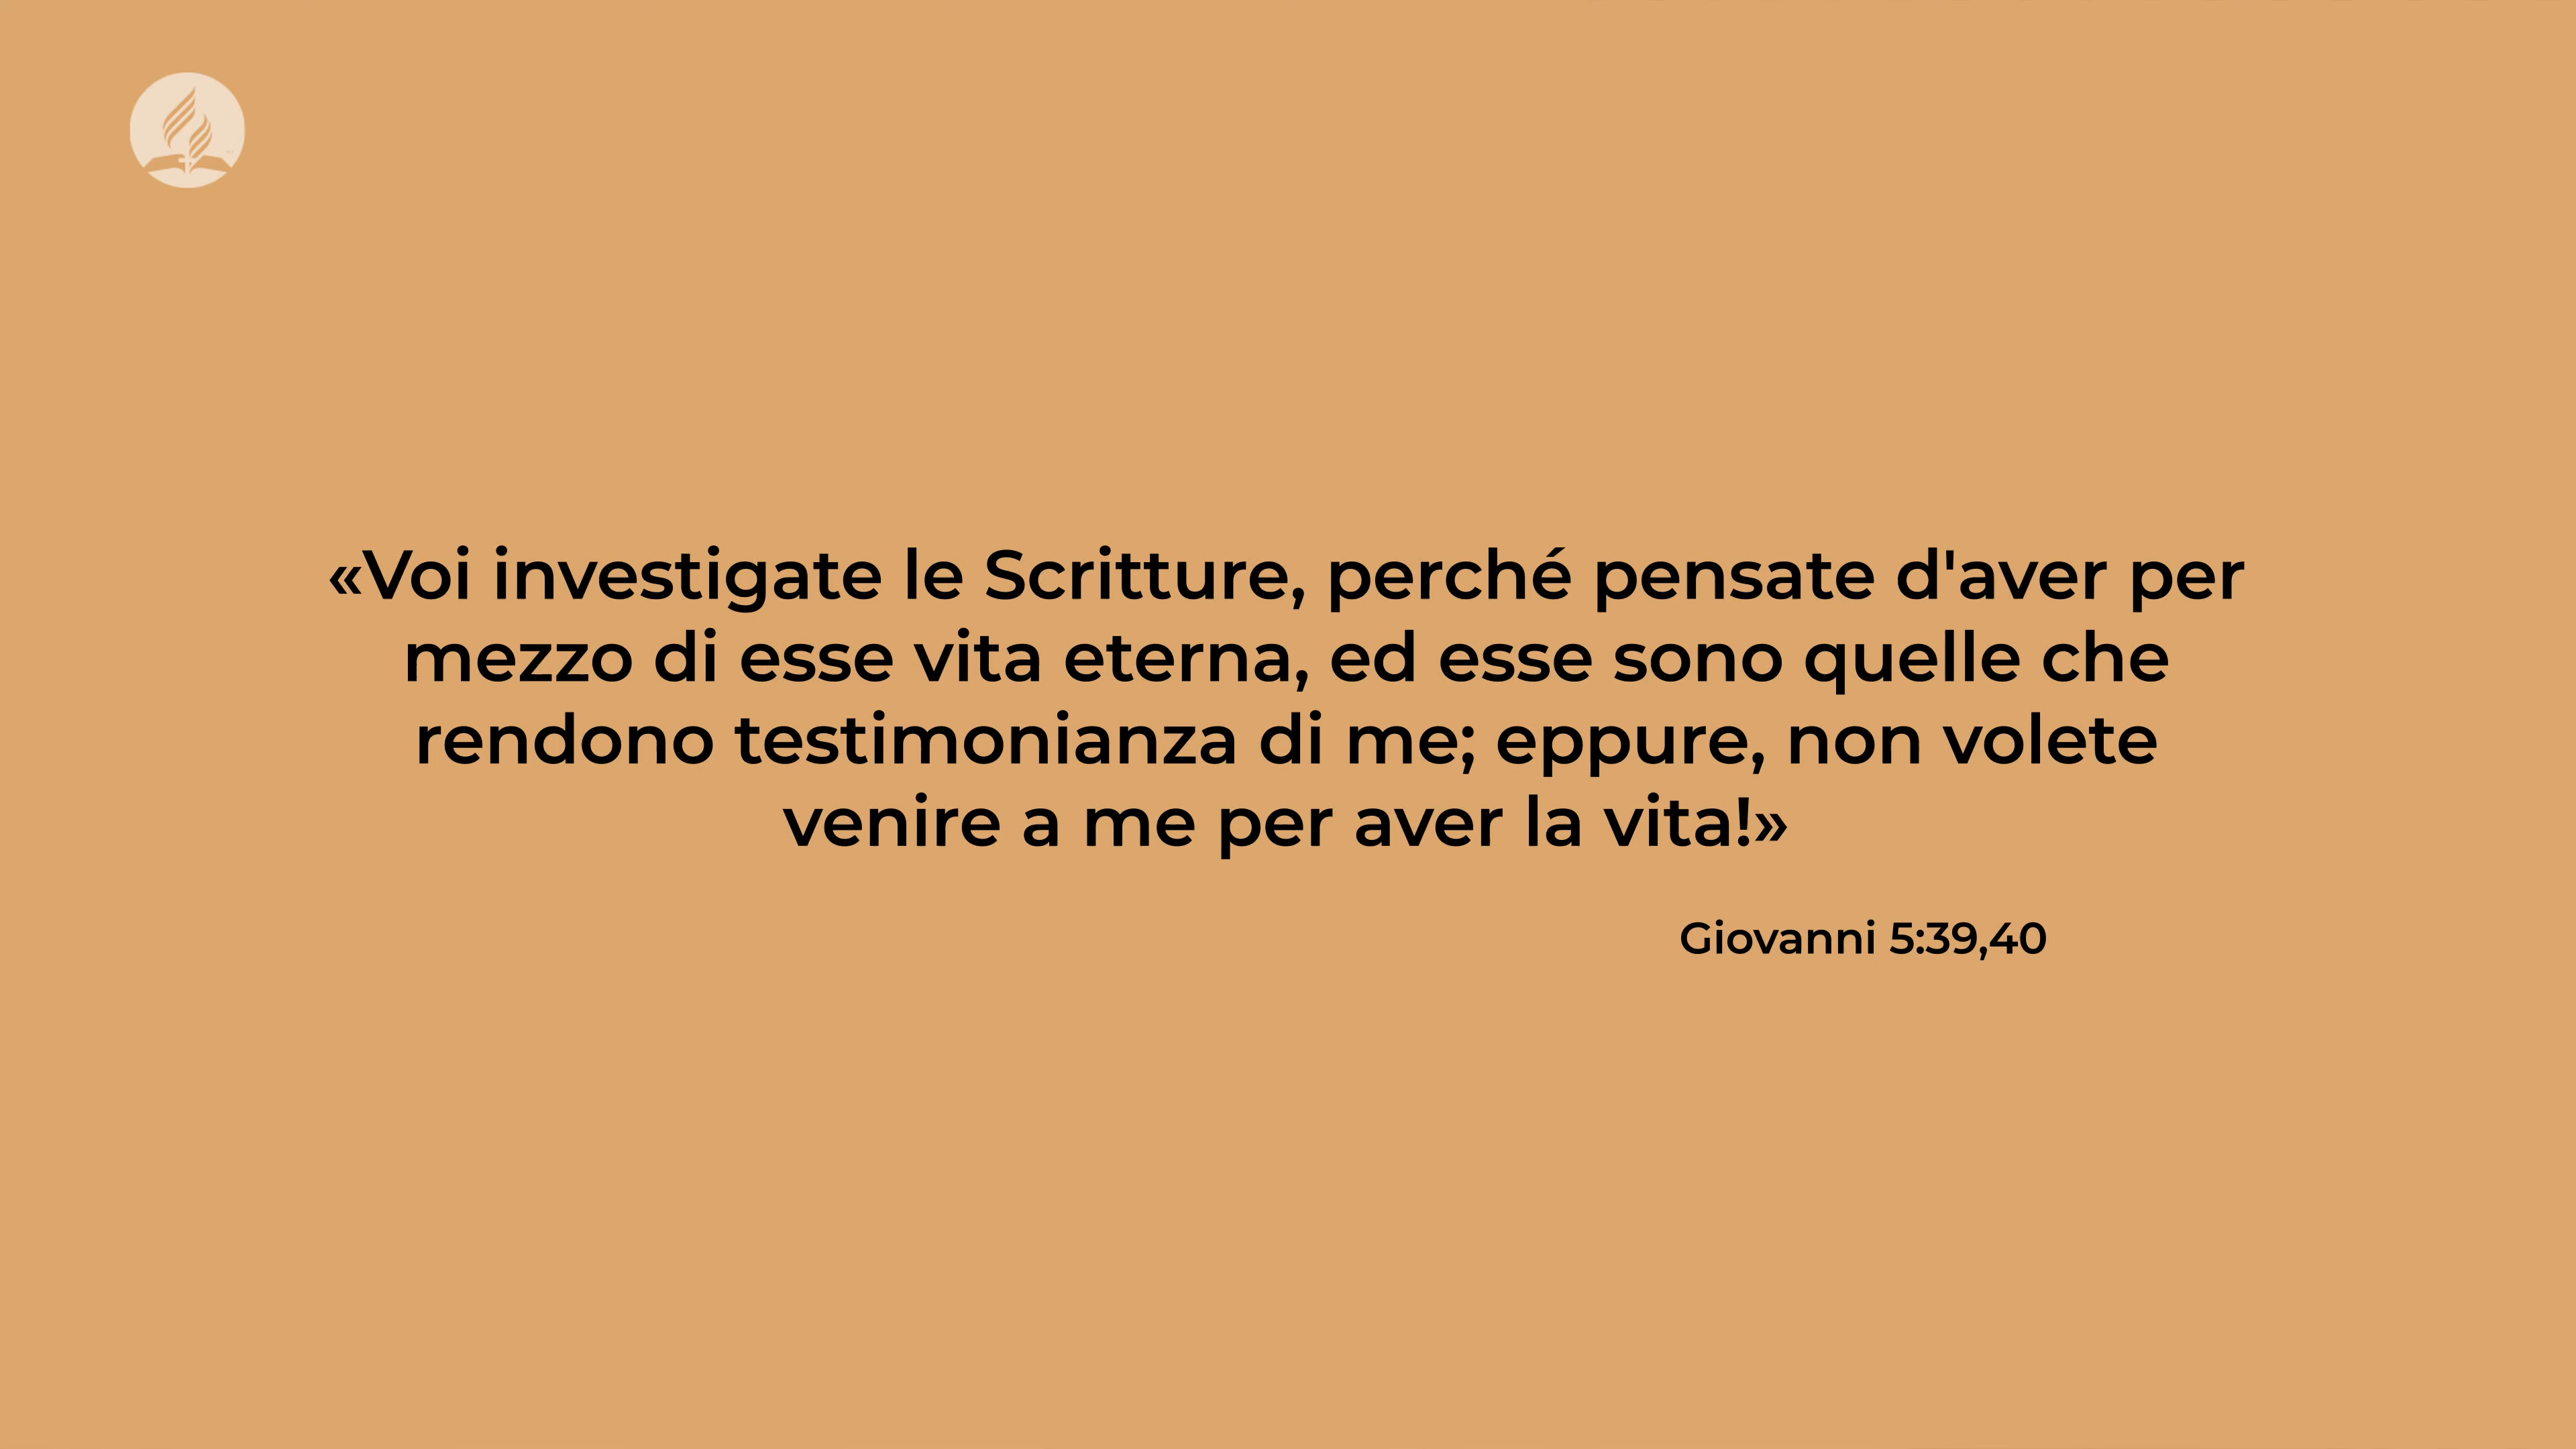 «Voi investigate le Scritture, perché pensate d'aver per
mezzo di esse vita eterna, ed esse sono quelle che
rendono testimonianza di me; eppure, non volete
venire a me per aver la vita!»
Giovanni 5:39,40